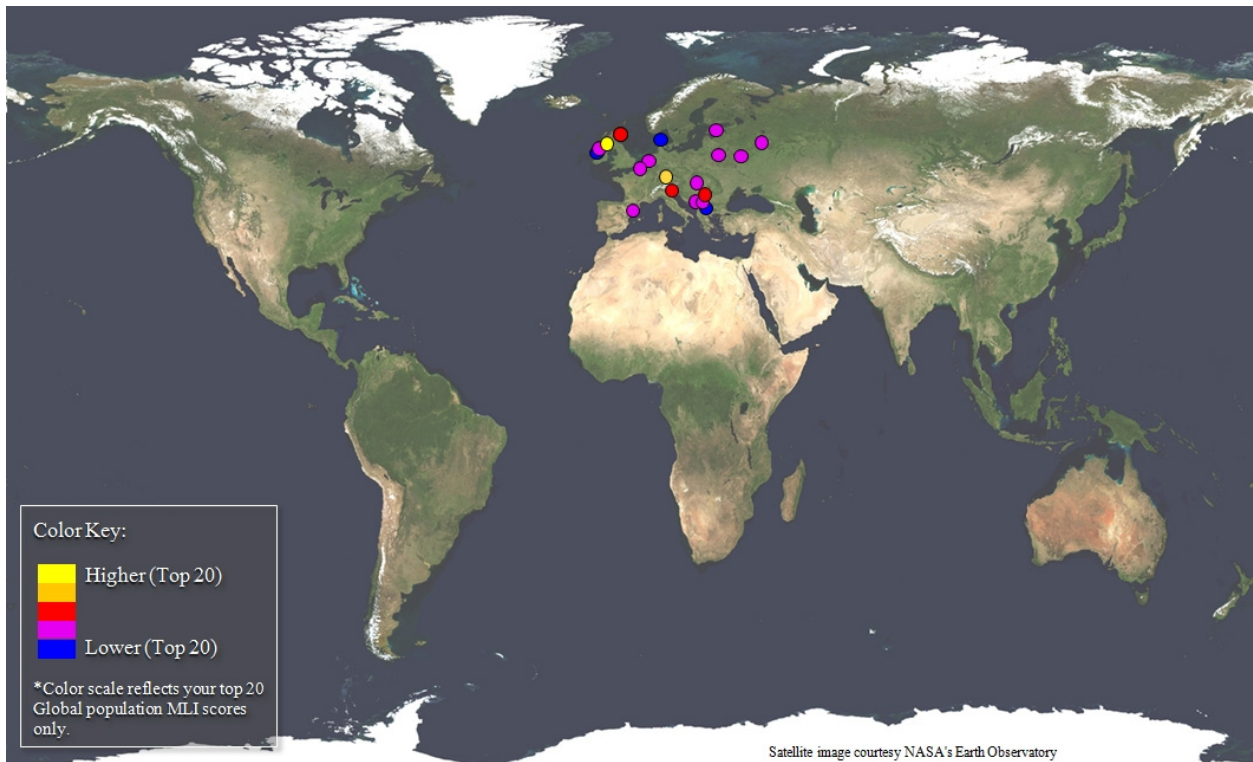 Color Key:
Higher (Top 20)
Lower (Top 20)
*Color scale reflects your top 20
Global population MLI scores
only.
Satellite image courtesy NASA's Earth Observatory